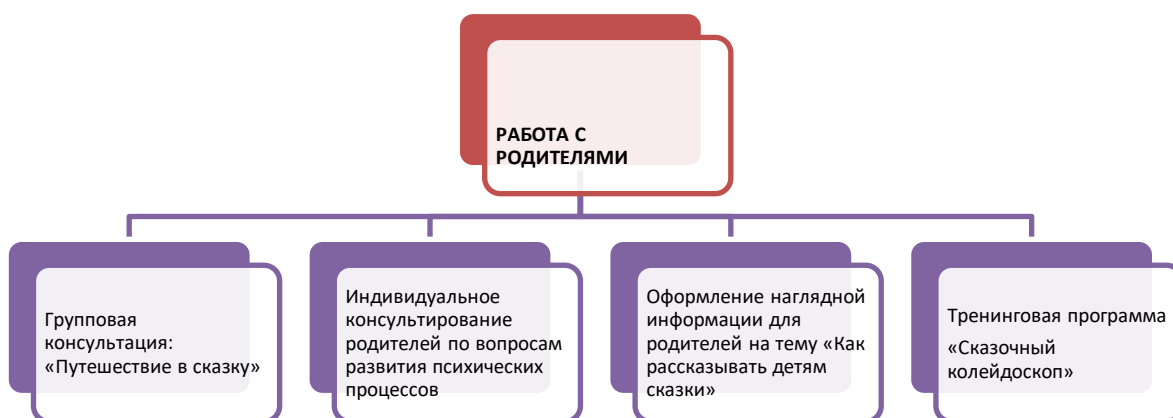 РАБОТА С
РОДИТЕЛЯМИ
Групповая
консультация:
«Путешествие в сказку»
Индивидуальное
консультирование
родителей по вопросам
развития психических
процессов
Оформление наглядной
информации для
родителей на тему «Как
рассказывать детям
сказки»
Тренинговая программа
«Сказочный
колейдоскоп»